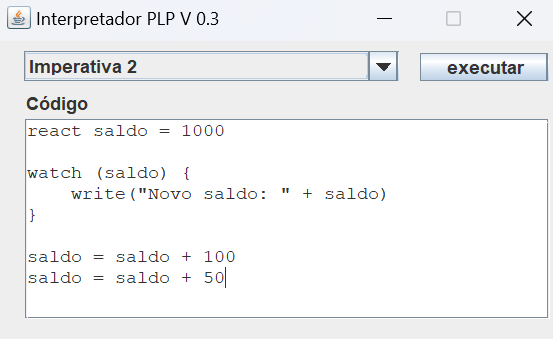 Interpretador PLP V 0.3
Imperativa 2
executar
Código
react saldo = 1000
watch (saldo) {
    write("Novo saldo: " + saldo)
}
saldo = saldo + 100
saldo = saldo + 50